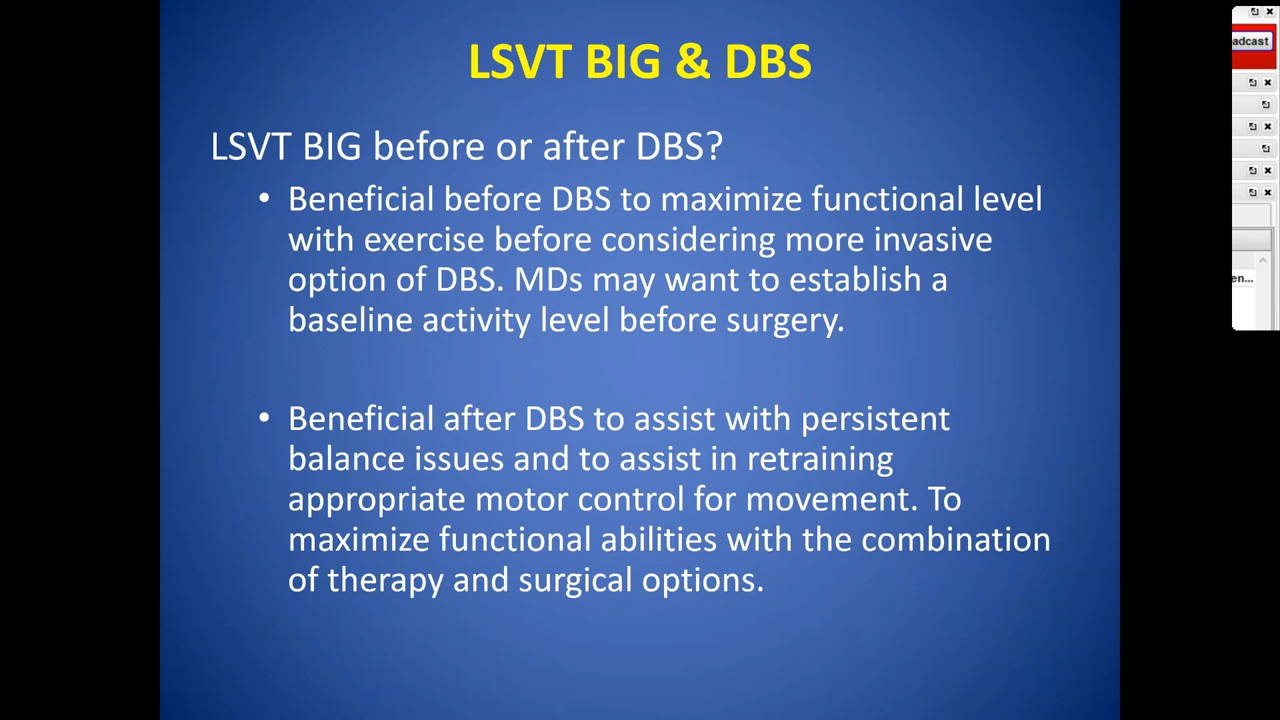 LSVT BIG & DBS
LSVT BIG before or after DBS?
• Beneficial before DBS to maximize functional level
with exercise before considering more invasive
option of DBS. MDs may want to establish a
baseline activity level before surgery.
• Beneficial after DBS to assist with persistent
balance issues and to assist in retraining
appropriate motor control for movement. To
maximize functional abilities with the combination
of therapy and surgical options.
adcast
en...